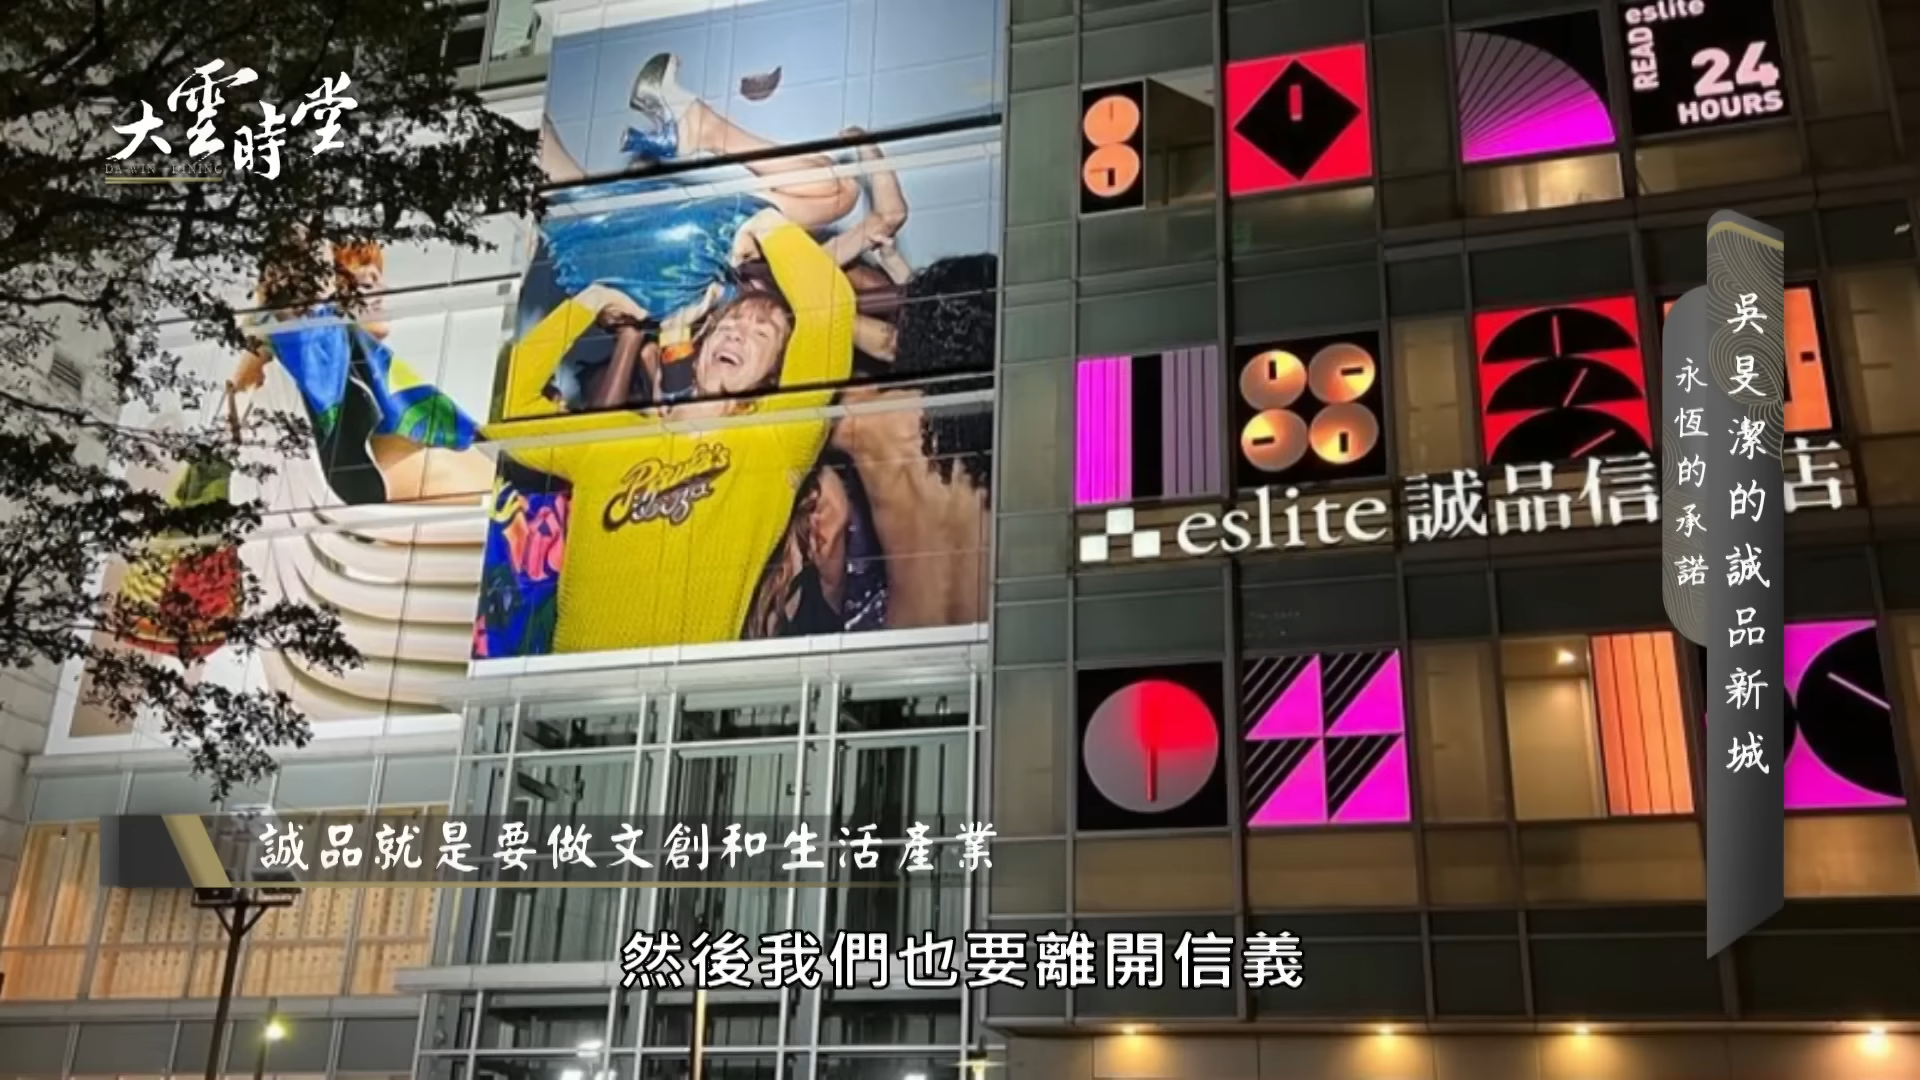 大雲時堂
DA WIN DINING
eslite
READ
24
HOURS
Paula's
Ibiza
eslite 誠品信 店
吳旻潔的誠品新城
永恆的承諾
誠品就是要做文創和生活產業
然後我們也要離開信義